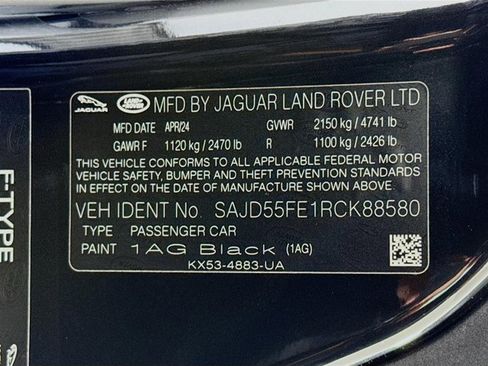 JAGUAR LAND ROVER MFD BY JAGUAR LAND ROVER LTD
MFD DATE APR/24 GVWR 2150 kg / 4741 lb
GAWR F 1120 kg / 2470 lb R 1100 kg / 2426 lb
THIS VEHICLE CONFORMS TO ALL APPLICABLE FEDERAL MOTOR
VEHICLE SAFETY, BUMPER AND THEFT PREVENTION STANDARDS
IN EFFECT ON THE DATE OF MANUFACTURE SHOWN ABOVE.
VEH IDENT No. SAJD55FE1RCK88580
TYPE PASSENGER CAR
PAINT 1AG Black (1AG)
KX53-4883-UA
F-TYPE